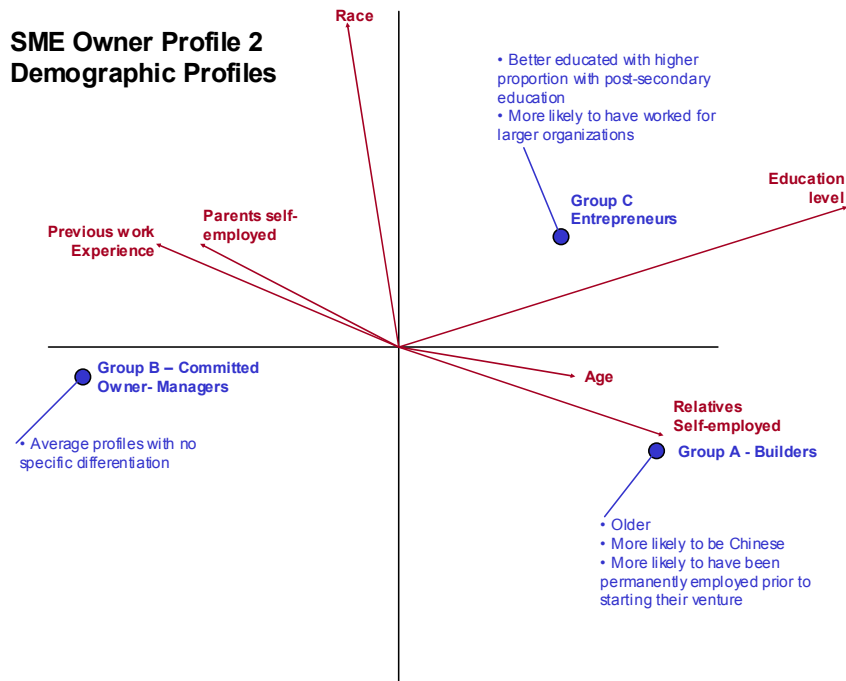 SME Owner Profile 2
Demographic Profiles
Race
• Better educated with higher
proportion with post-secondary
education
• More likely to have worked for
larger organizations
Education
level
Group C
Entrepreneurs
Parents self-
employed
Previous work
Experience
Group B – Committed
Owner- Managers
• Average profiles with no
specific differentiation
Age
Relatives
Self-employed
Group A - Builders
• Older
• More likely to be Chinese
• More likely to have been
permanently employed prior to
starting their venture